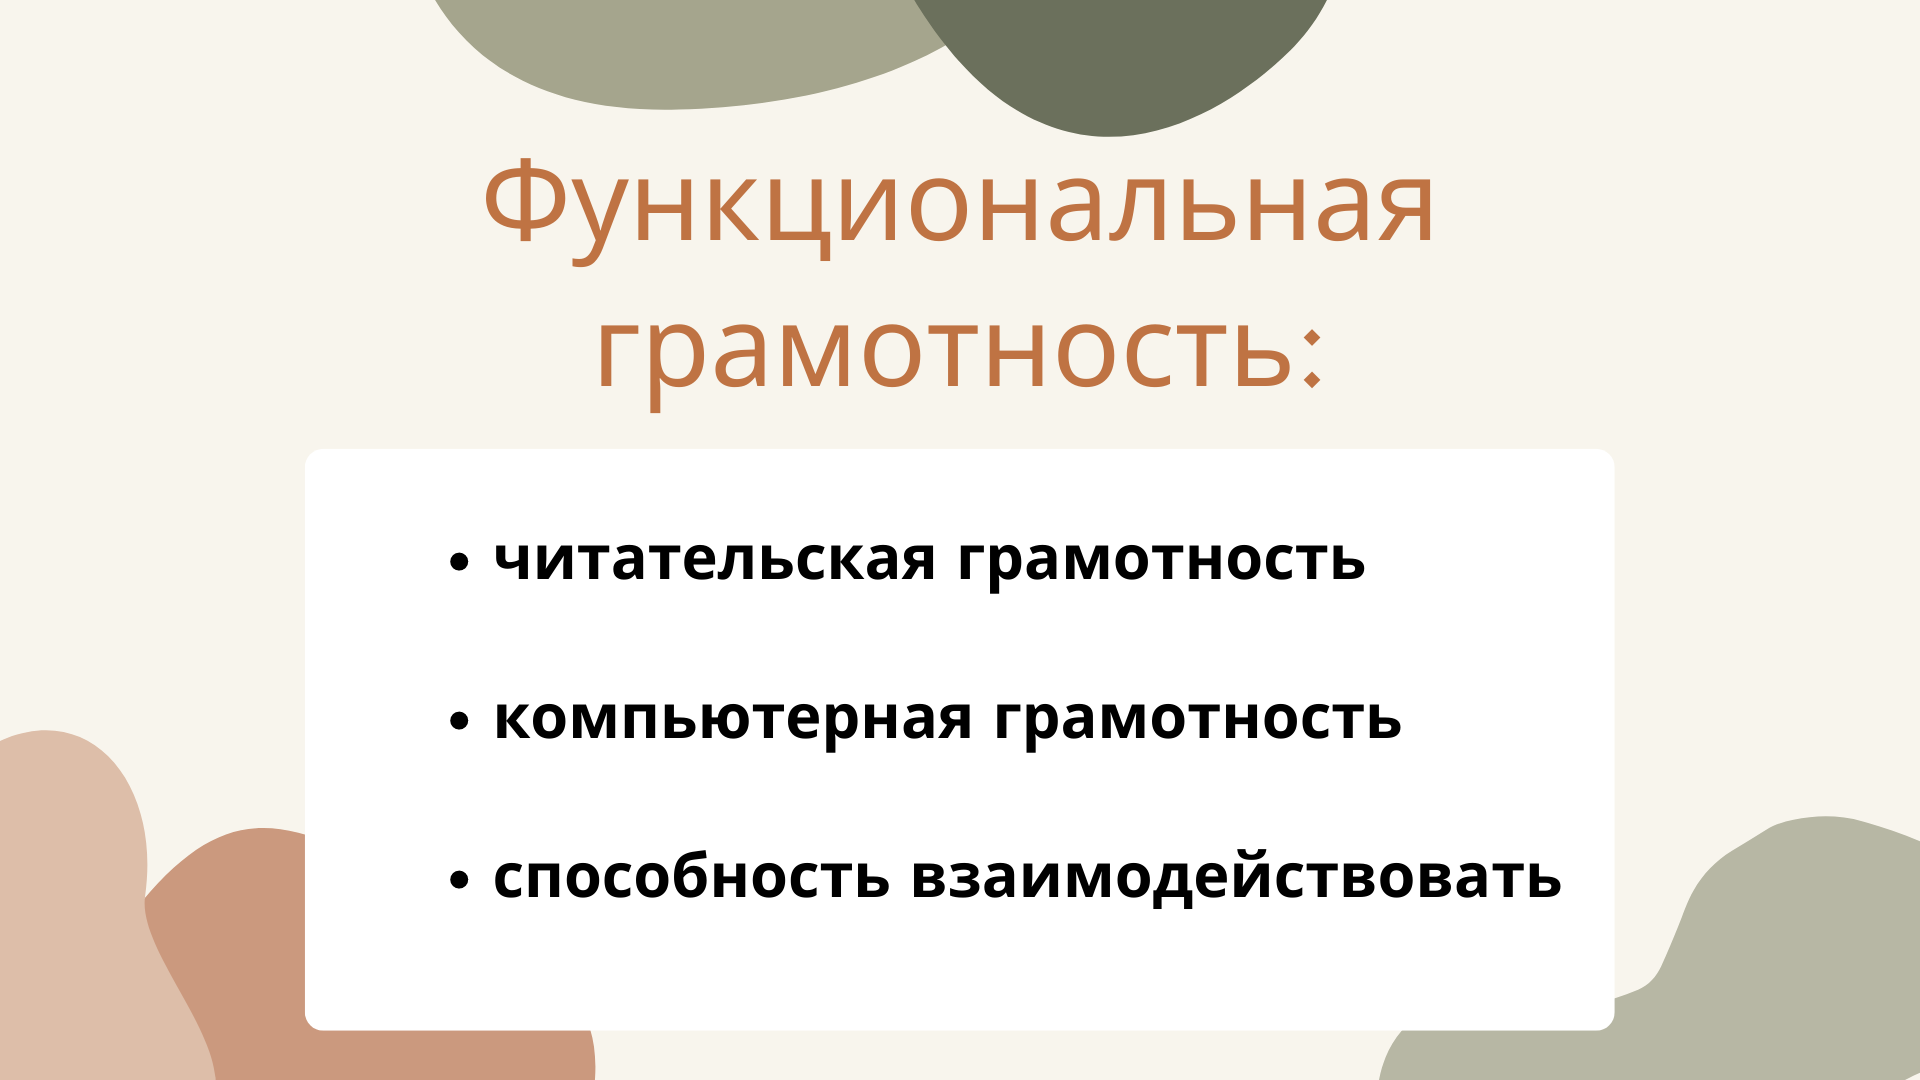 Функциональная
грамотность:
• читательская грамотность
• компьютерная грамотность
• способность взаимодействовать